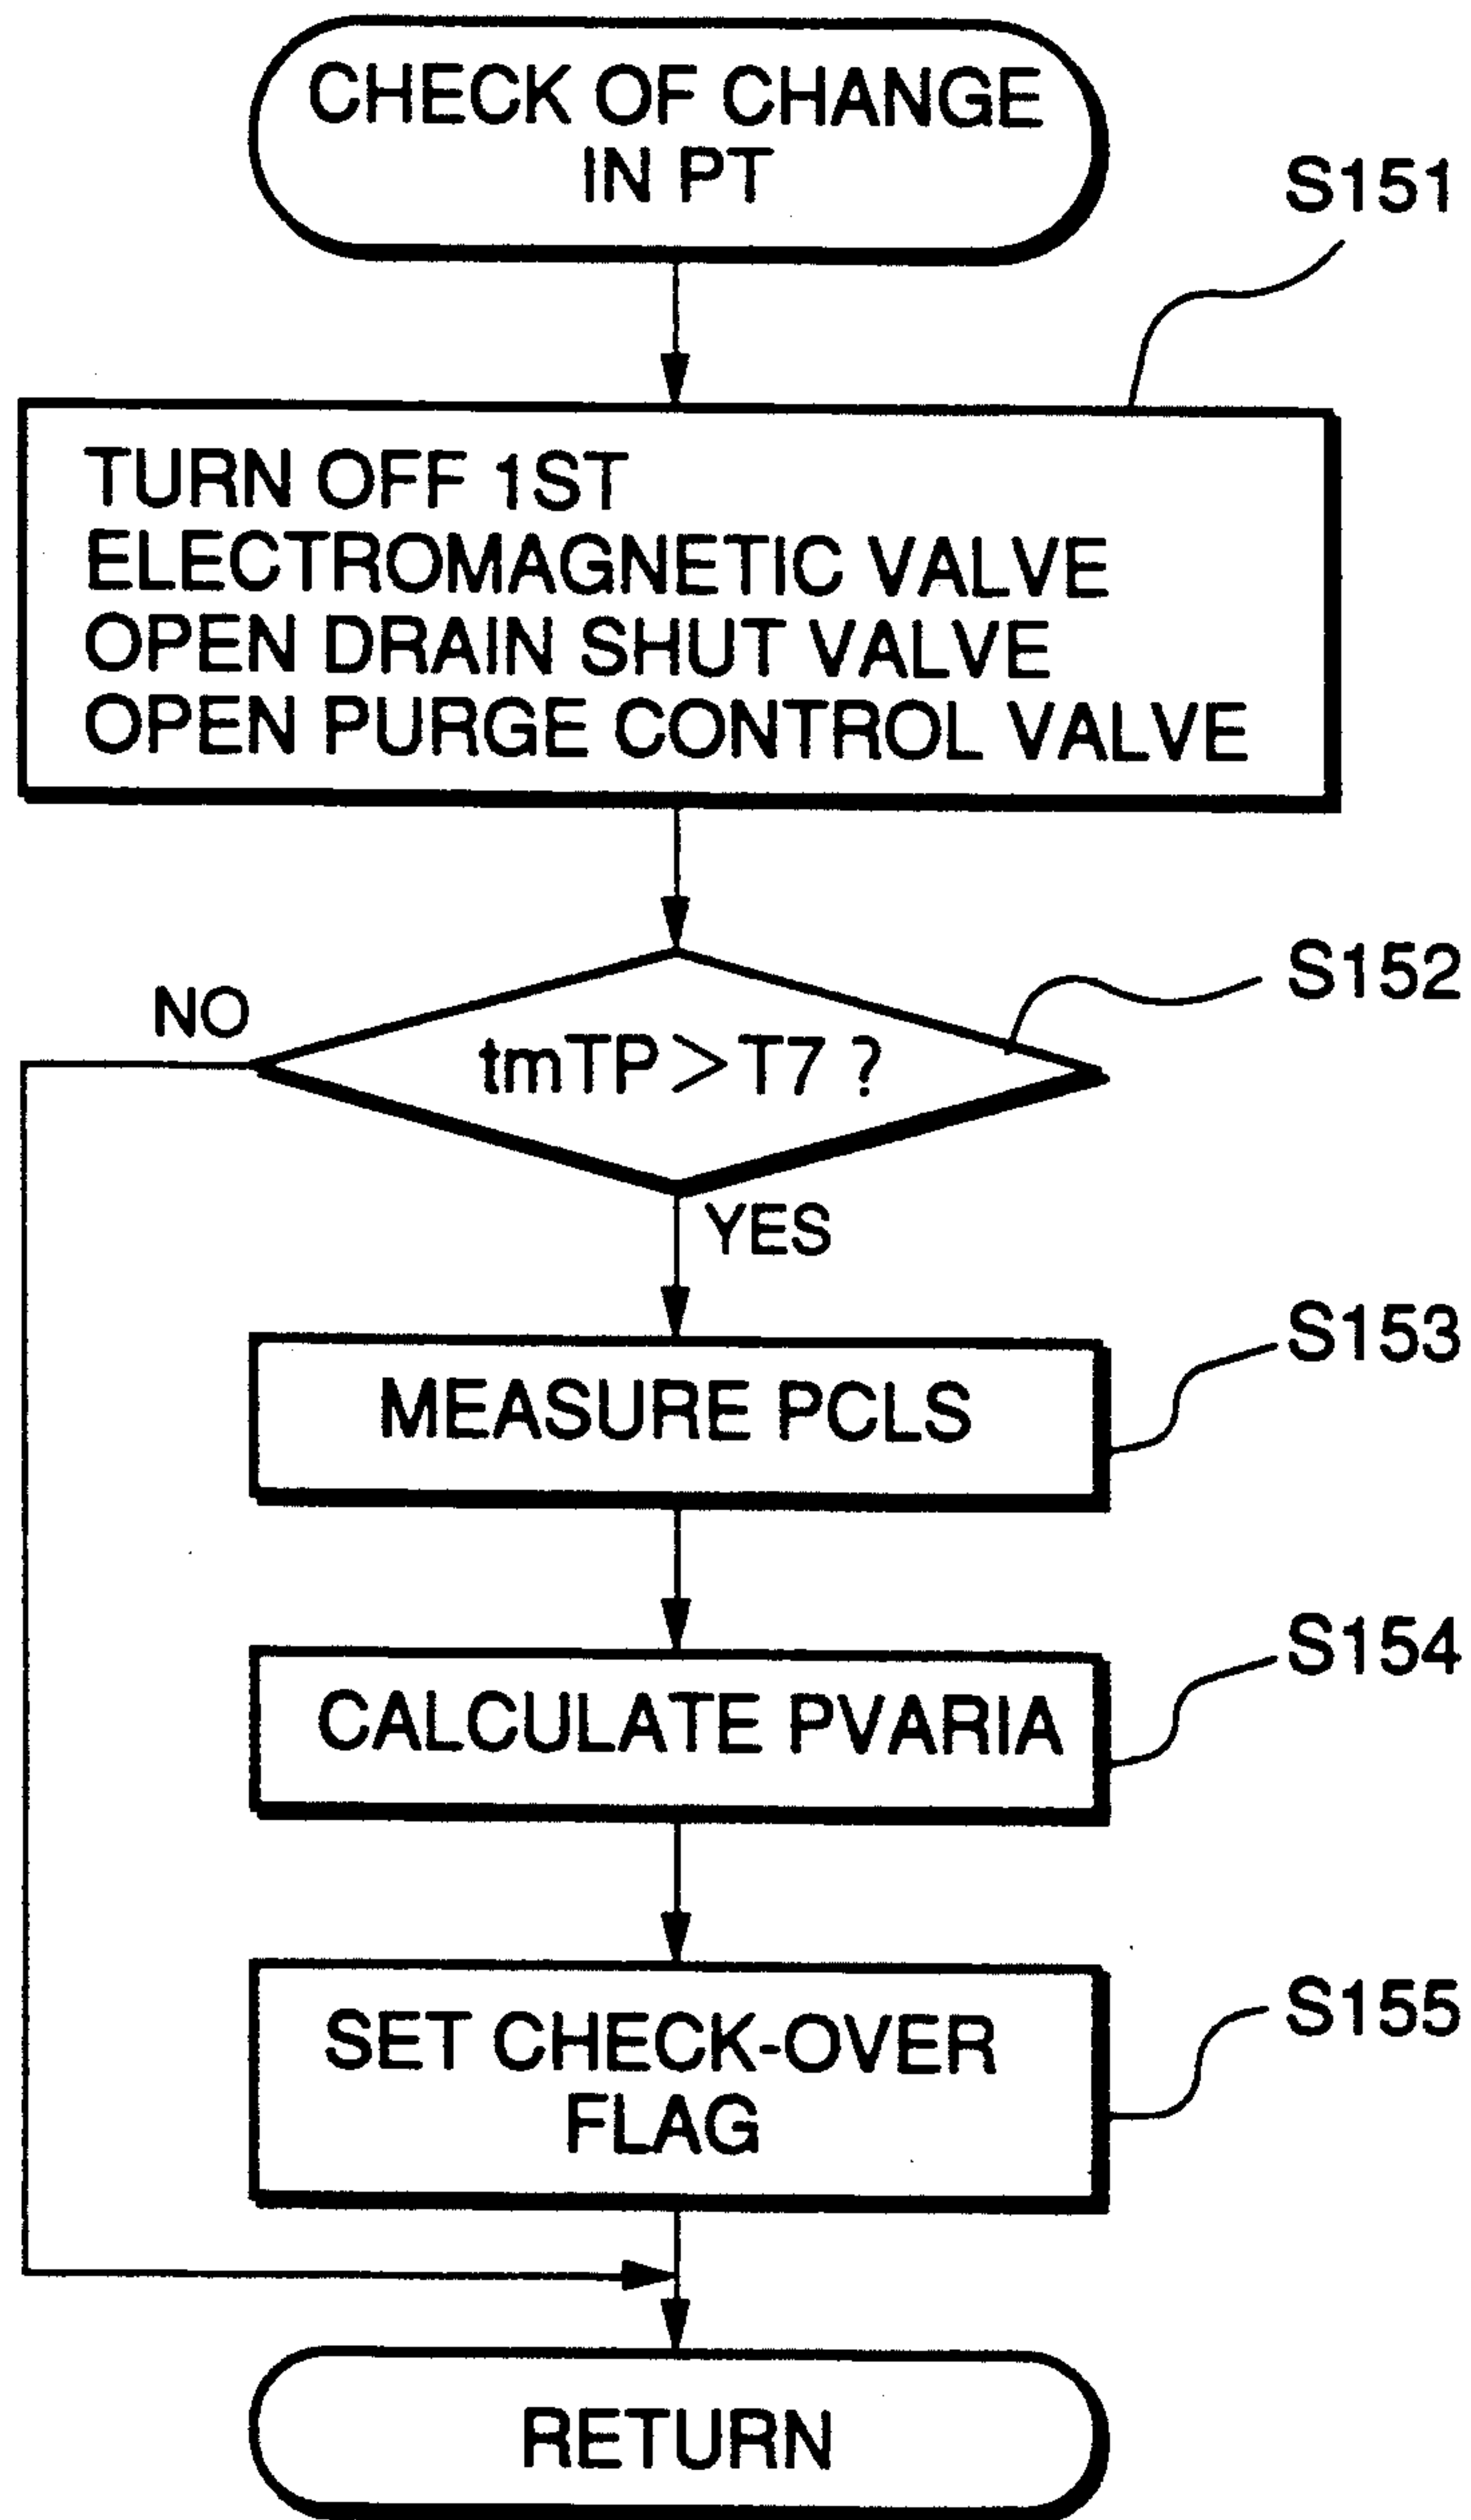 CHECK OF CHANGE
IN PT
S151
TURN OFF 1ST
ELECTROMAGNETIC VALVE
OPEN DRAIN SHUT VALVE
OPEN PURGE CONTROL VALVE
S152
NO
tmTP>T7 ?
YES
S153
MEASURE PCLS
S154
CALCULATE PVARIA
S155
SET CHECK-OVER
FLAG
RETURN